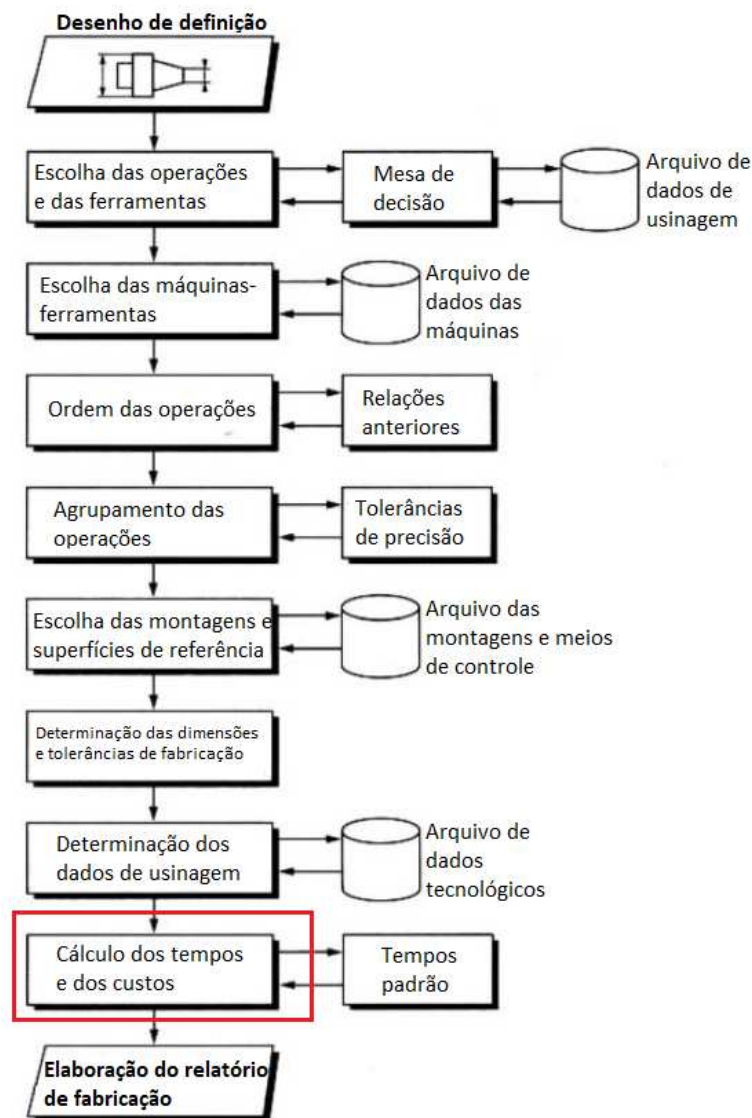 Desenho de definição
Escolha das operações
e das ferramentas
Mesa de
decisão
Arquivo de
dados de
usinagem
Escolha das máquinas-
ferramentas
Arquivo de
dados das
máquinas
Ordem das operações
Relações
anteriores
Agrupamento das
operações
Tolerâncias
de precisão
Escolha das montagens e
superfícies de referência
Arquivo das
montagens e meios
de controle
Determinação das dimensões
e tolerâncias de fabricação
Determinação dos
dados de usinagem
Arquivo de
dados
tecnológicos
Cálculo dos tempos
e dos custos
Tempos
padrão
Elaboração do relatório
de fabricação